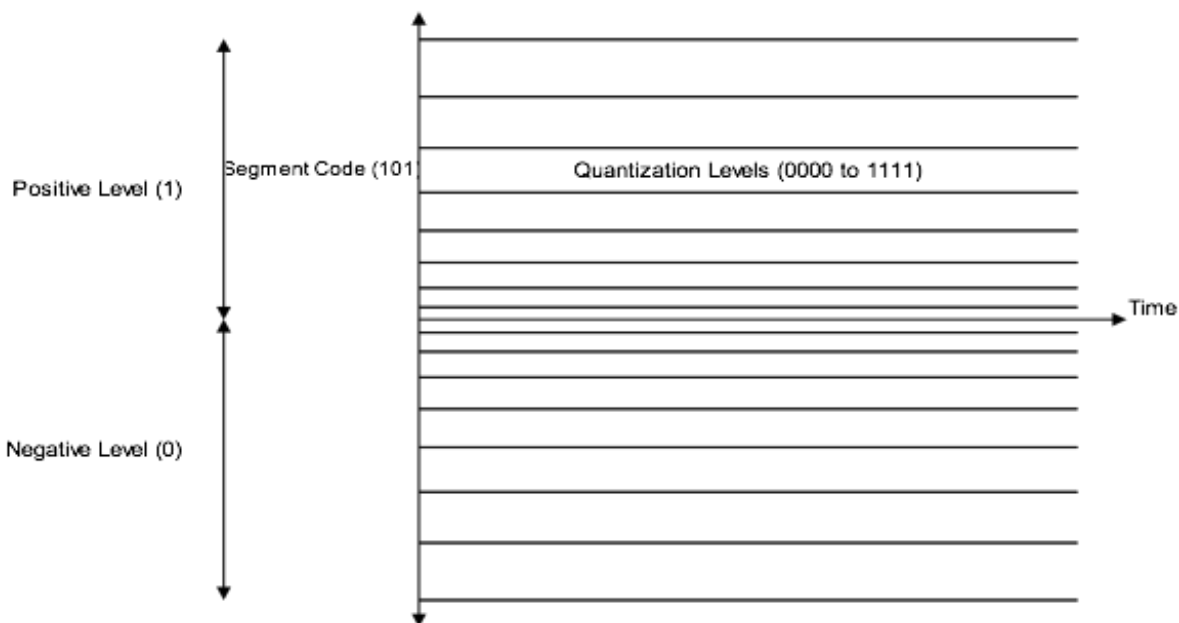 Segment Code (101)
Quantization Levels (0000 to 1111)
Positive Level (1)
Time
Negative Level (0)